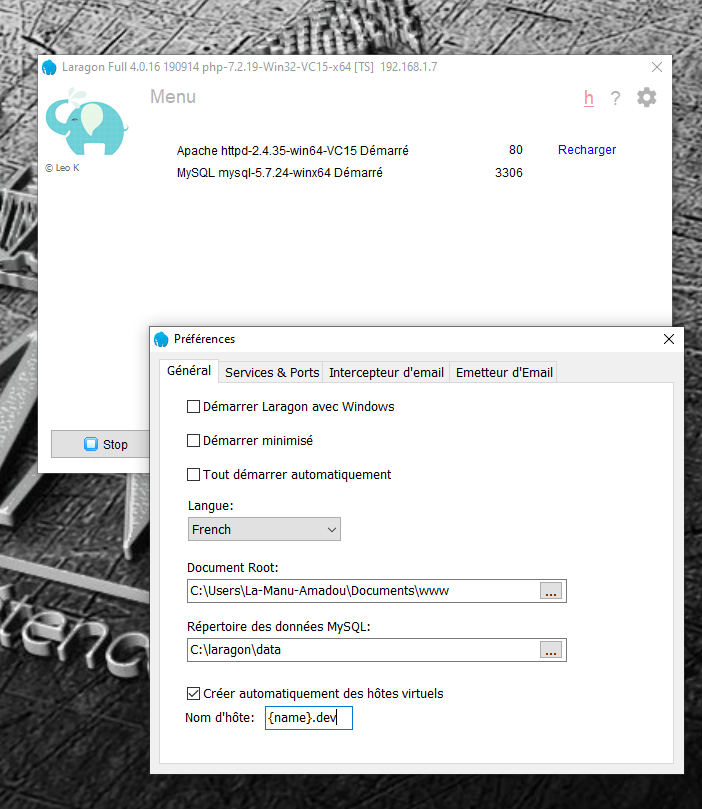 Laragon Full 4.0.16 190914 php-7.2.19-Win32-VC15-x64 [TS] 192.168.1.7
Menu
h ?
© Leo K
Apache httpd-2.4.35-win64-VC15 Démarré 80 Recharger
MySQL mysql-5.7.24-winx64 Démarré 3306
Stop
Préférences
Général Services & Ports Intercepteur d'email Emetteur d'Email
Démarrer Laragon avec Windows
Démarrer minimisé
Tout démarrer automatiquement
Langue:
French
Document Root:
C:\Users\La-Manu-Amadou\Documents\www
...
Répertoire des données MySQL:
C:\laragon\data
...
Créer automatiquement des hôtes virtuels
Nom d'hôte: {name}.dev